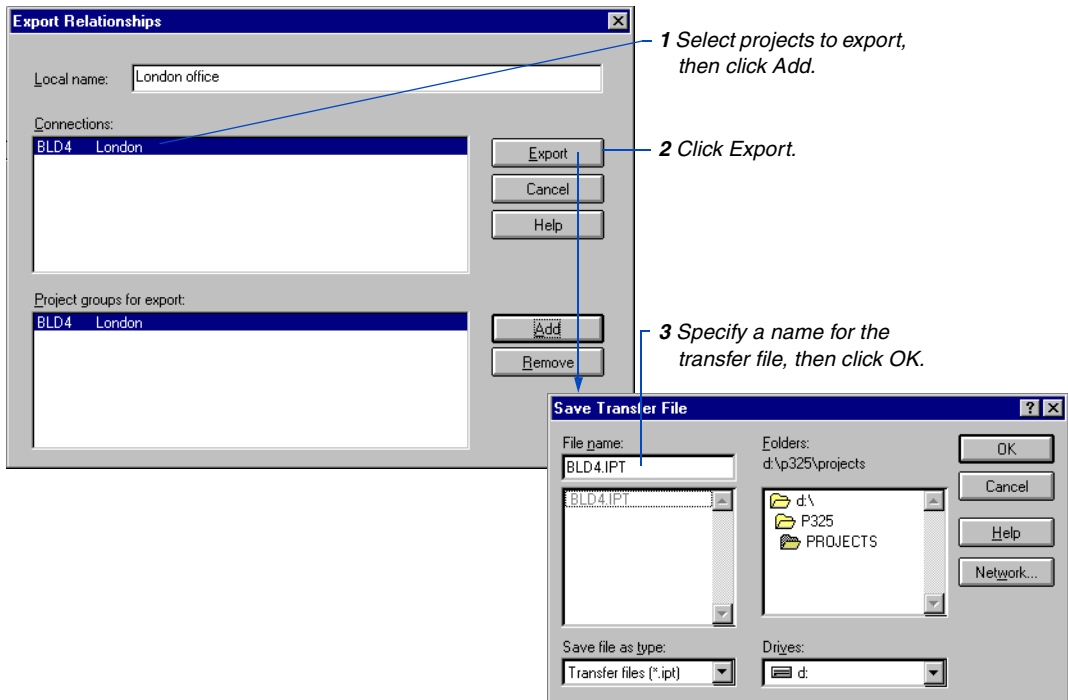 Export Relationships
1 Select projects to export,
then click Add.
Local name:
London office
Connections:
BLD4 London
Export
2 Click Export.
Cancel
Help
Project groups for export:
BLD4 London
Add
Remove
3 Specify a name for the
transfer file, then click OK.
Save Transfer File
File name:
BLD4.IPT
BLD4.IPT
Folders:
d:\p325\projects
d:\
P325
PROJECTS
OK
Cancel
Help
Network...
Save file as type:
Transfer files (*.ipt)
Drives:
d: